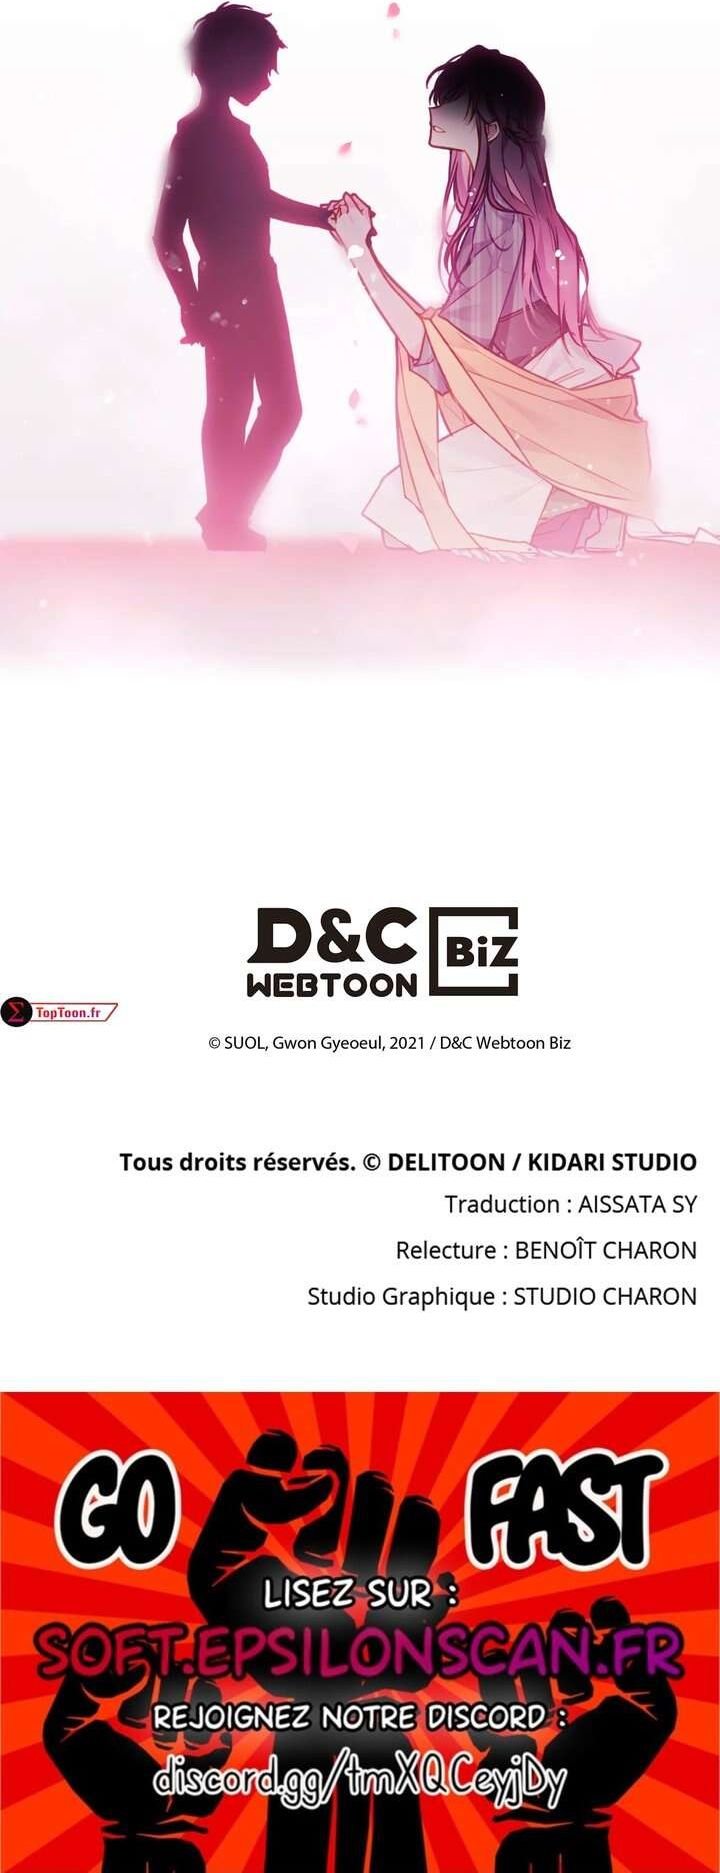 D&C
WEBTOON
BiZ
Σ TopToon.fr
© SUOL, Gwon Gyeoeul, 2021 / D&C Webtoon Biz
Tous droits réservés. © DELITOON / KIDARI STUDIO
Traduction : AISSATA SY
Relecture : BENOÎT CHARON
Studio Graphique : STUDIO CHARON
GO FAST
LISEZ SUR :
SOFT.EPSILONSCAN.FR
REJOIGNEZ NOTRE DISCORD :
discord.gg/tmXQCeyjDy